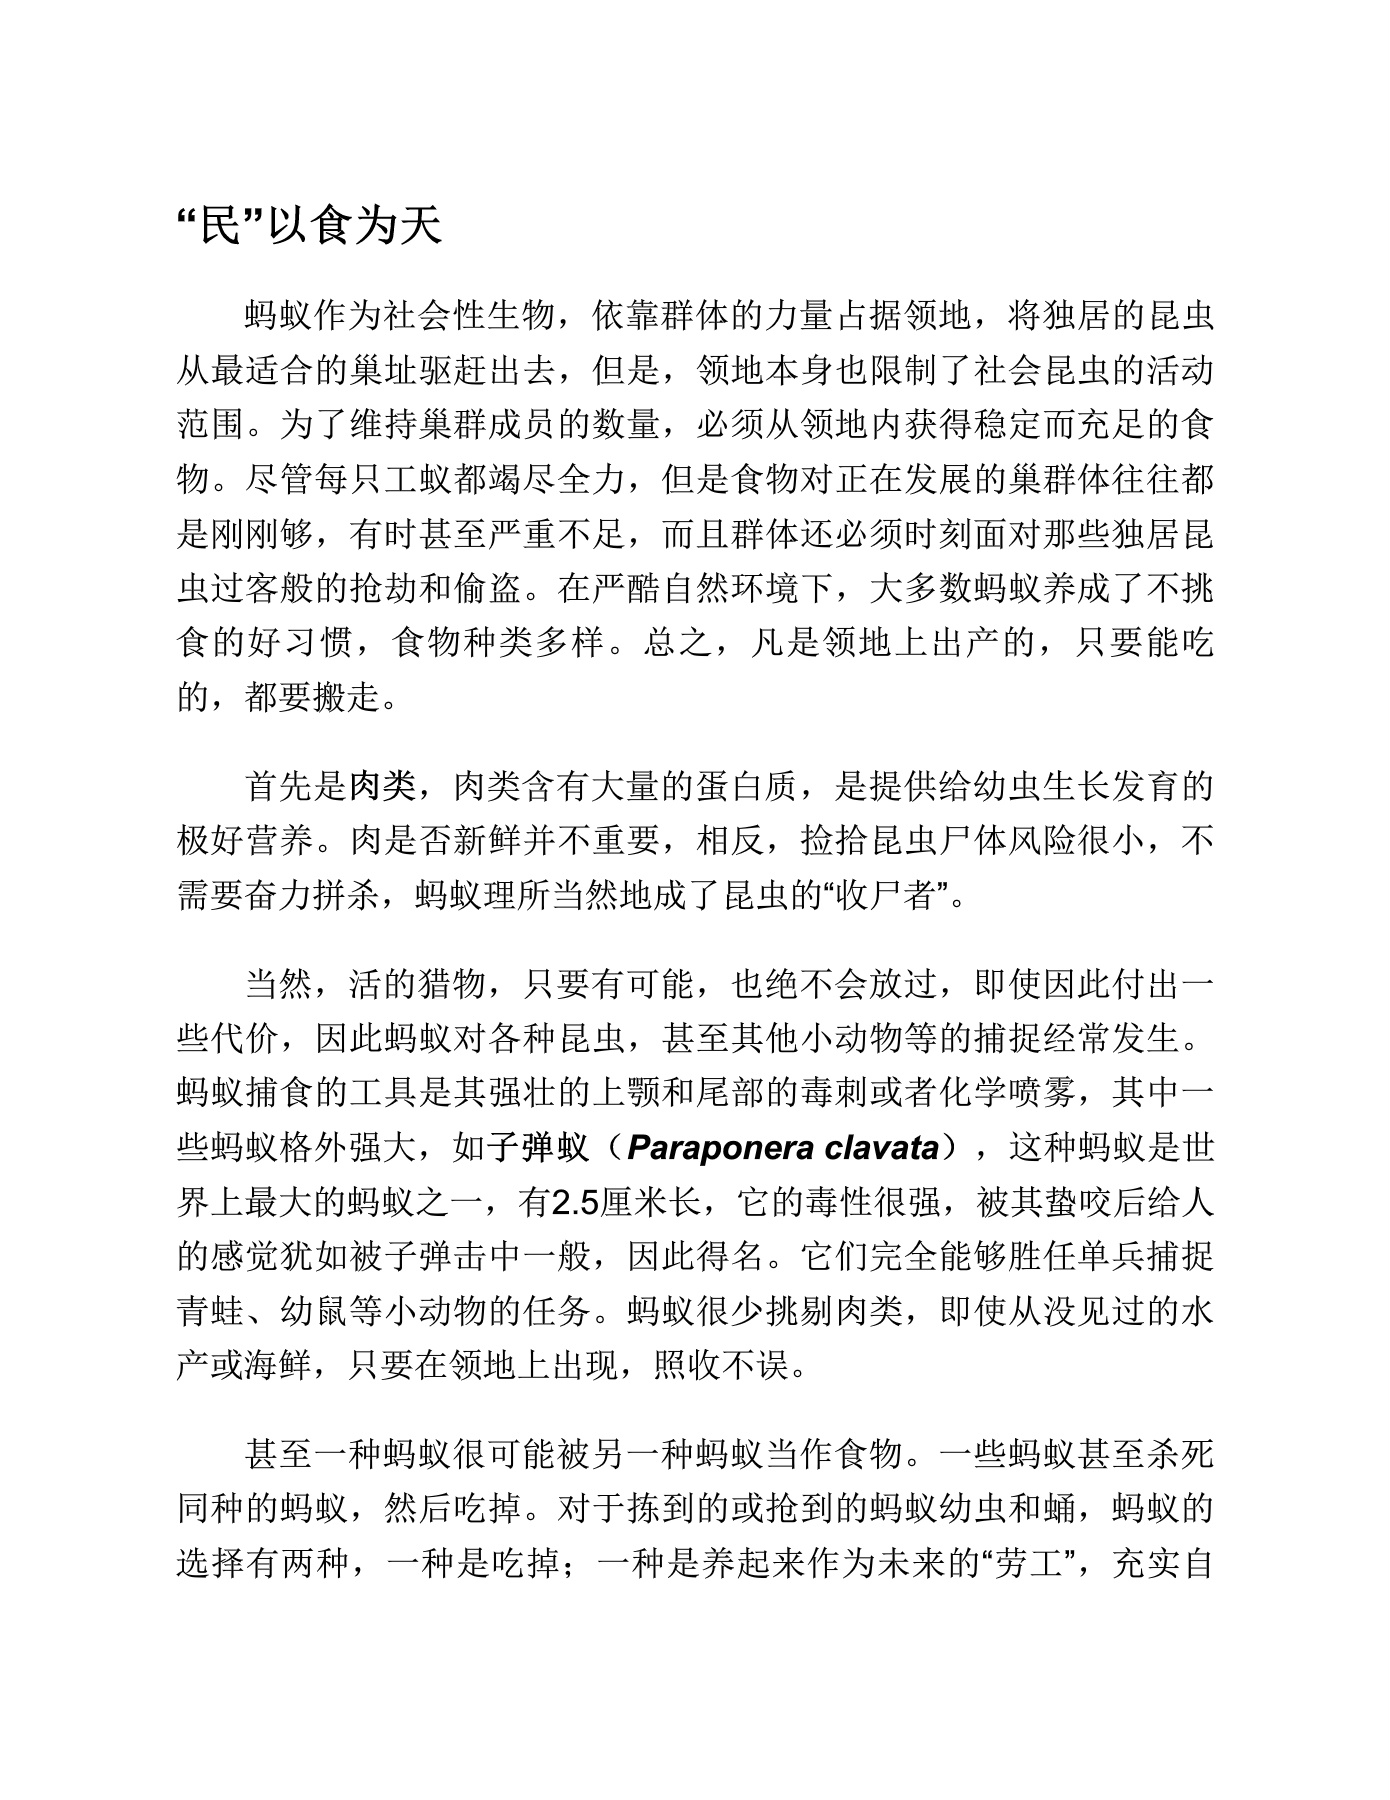 “民”以食为天
蚂蚁作为社会性生物，依靠群体的力量占据领地，将独居的昆虫
从最适合的巢址驱赶出去，但是，领地本身也限制了社会昆虫的活动
范围。为了维持巢群成员的数量，必须从领地内获得稳定而充足的食
物。尽管每只工蚁都竭尽全力，但是食物对正在发展的巢群体往往都
是刚刚够，有时甚至严重不足，而且群体还必须时刻面对那些独居昆
虫过客般的抢劫和偷盗。在严酷自然环境下，大多数蚂蚁养成了不挑
食的好习惯，食物种类多样。总之，凡是领地上出产的，只要能吃
的，都要搬走。
首先是肉类，肉类含有大量的蛋白质，是提供给幼虫生长发育的
极好营养。肉是否新鲜并不重要，相反，捡拾昆虫尸体风险很小，不
需要奋力拼杀，蚂蚁理所当然地成了昆虫的“收尸者”。
当然，活的猎物，只要有可能，也绝不会放过，即使因此付出一
些代价，因此蚂蚁对各种昆虫，甚至其他小动物等的捕捉经常发生。
蚂蚁捕食的工具是其强壮的上颚和尾部的毒刺或者化学喷雾，其中一
些蚂蚁格外强大，如子弹蚁（Paraponera clavata），这种蚂蚁是世
界上最大的蚂蚁之一，有2.5厘米长，它的毒性很强，被其蛰咬后给人
的感觉犹如被子弹击中一般，因此得名。它们完全能够胜任单兵捕捉
青蛙、幼鼠等小动物的任务。蚂蚁很少挑剔肉类，即使从没见过的水
产或海鲜，只要在领地上出现，照收不误。
甚至一种蚂蚁很可能被另一种蚂蚁当作食物。一些蚂蚁甚至杀死
同种的蚂蚁，然后吃掉。对于拣到的或抢到的蚂蚁幼虫和蛹，蚂蚁的
选择有两种，一种是吃掉；一种是养起来作为未来的“劳工”，充实自